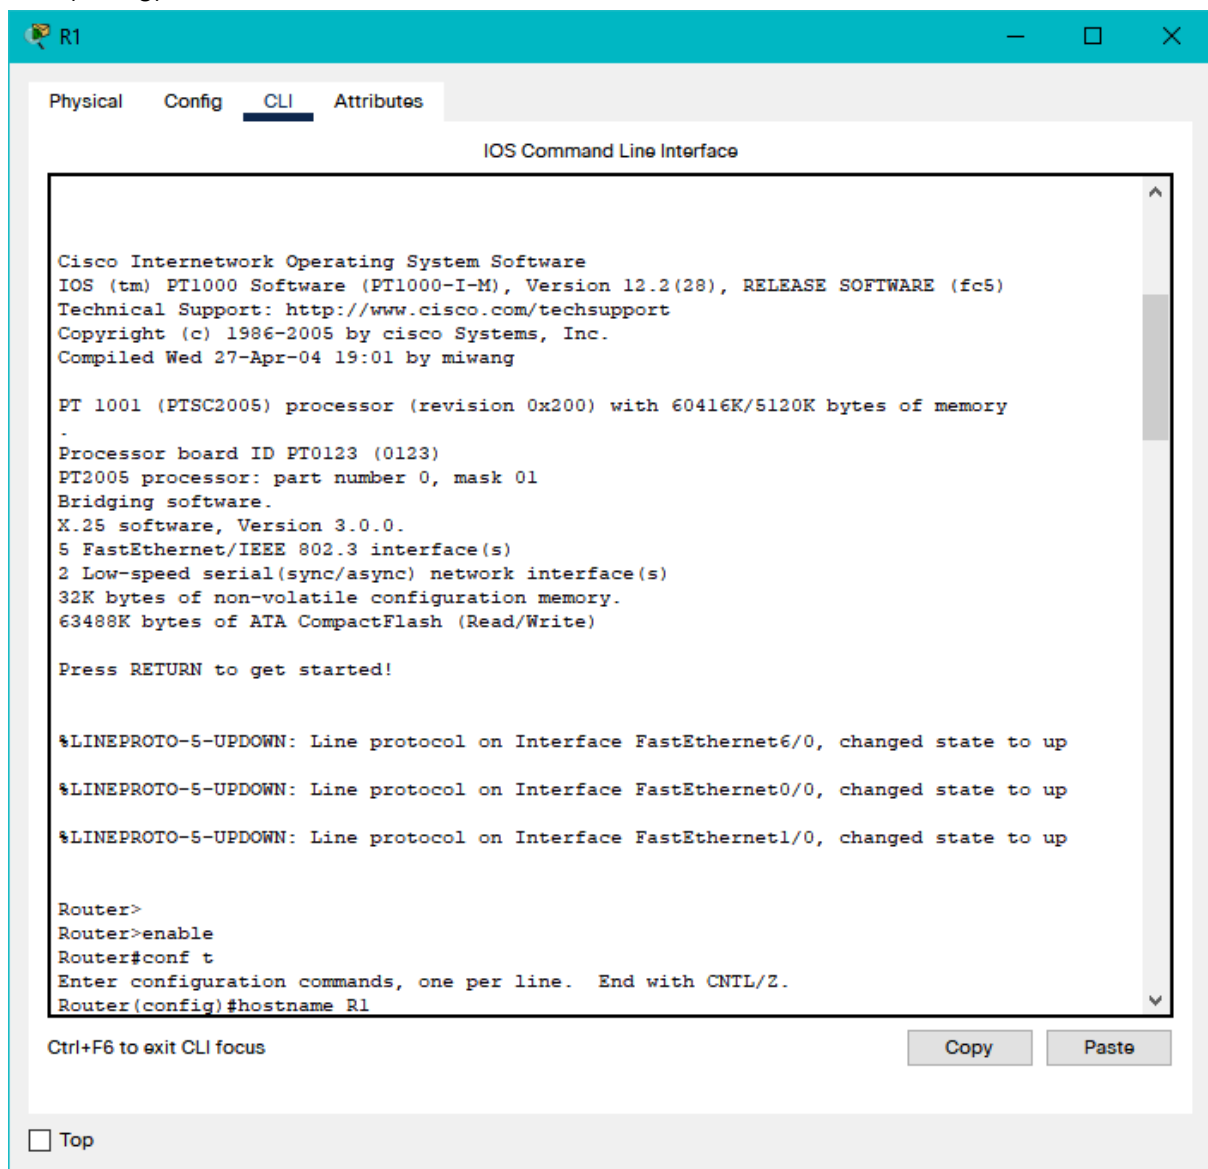 R1
Physical Config CLI Attributes
IOS Command Line Interface
Cisco Internetwork Operating System Software
IOS (tm) PT1000 Software (PT1000-I-M), Version 12.2(28), RELEASE SOFTWARE (fc5)
Technical Support: http://www.cisco.com/techsupport
Copyright (c) 1986-2005 by cisco Systems, Inc.
Compiled Wed 27-Apr-04 19:01 by miwang
PT 1001 (PTSC2005) processor (revision 0x200) with 60416K/5120K bytes of memory
.
Processor board ID PT0123 (0123)
PT2005 processor: part number 0, mask 01
Bridging software.
X.25 software, Version 3.0.0.
5 FastEthernet/IEEE 802.3 interface(s)
2 Low-speed serial(sync/async) network interface(s)
32K bytes of non-volatile configuration memory.
63488K bytes of ATA CompactFlash (Read/Write)
Press RETURN to get started!
%LINEPROTO-5-UPDOWN: Line protocol on Interface FastEthernet6/0, changed state to up
%LINEPROTO-5-UPDOWN: Line protocol on Interface FastEthernet0/0, changed state to up
%LINEPROTO-5-UPDOWN: Line protocol on Interface FastEthernet1/0, changed state to up
Router>
Router>enable
Router#conf t
Enter configuration commands, one per line.  End with CNTL/Z.
Router(config)#hostname R1
Ctrl+F6 to exit CLI focus
Copy Paste
Top